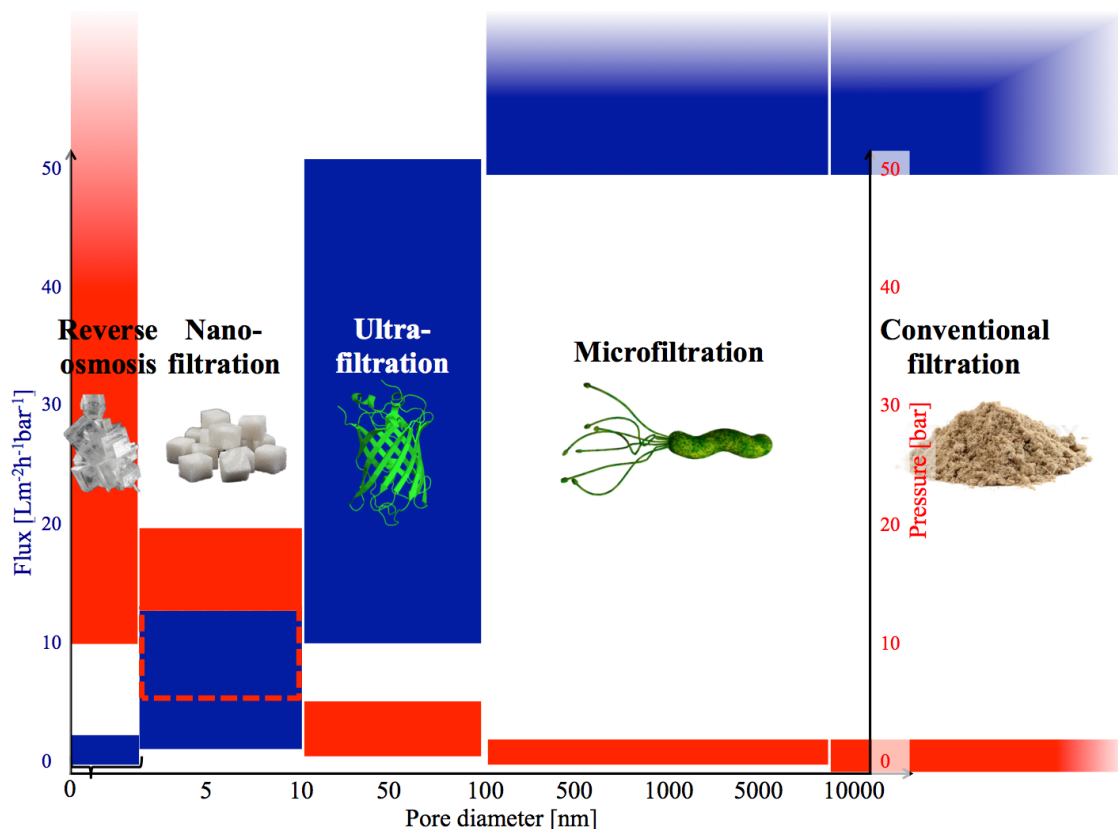 50
50
40
40
Reverse
osmosis
Nano-
filtration
Ultra-
filtration
Microfiltration
Conventional
filtration
30
30
Flux [Lm-2h-1bar-1]
Pressure [bar]
20
20
10
10
0
0
0 5 10 50 100 500 1000 5000 10000
Pore diameter [nm]